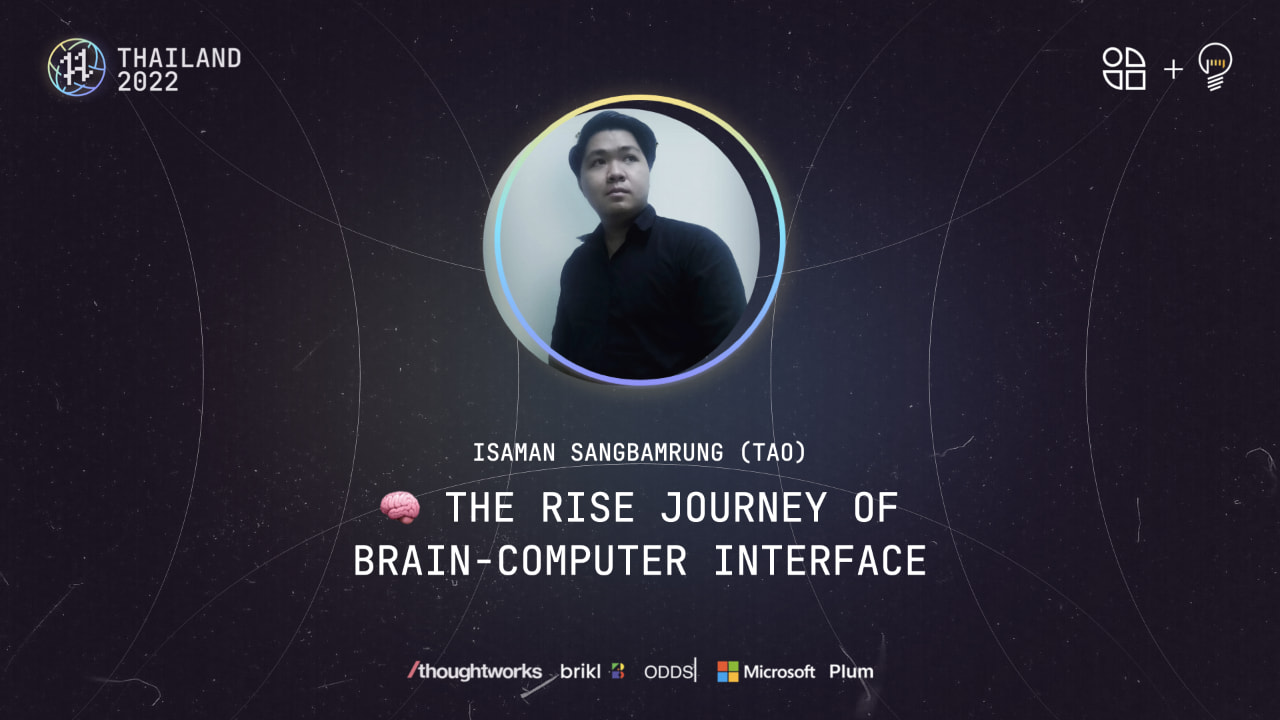 THAILAND
2022
ISAMAN SANGBAMRUNG (TAO)
🧠 THE RISE JOURNEY OF
BRAIN-COMPUTER INTERFACE
/thoughtworks brikl ODDS| Microsoft Plum